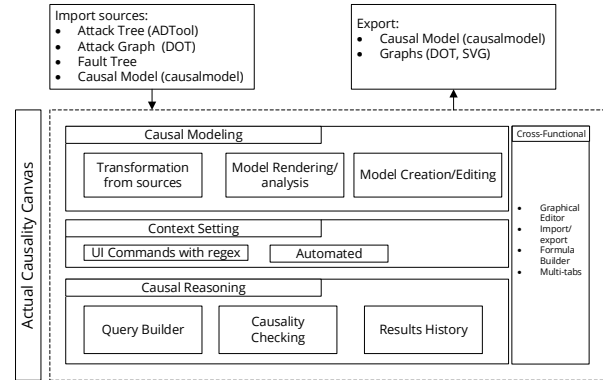 Import sources:
• Attack Tree (ADTool)
• Attack Graph (DOT)
• Fault Tree
• Causal Model (causalmodel)
Export:
• Causal Model (causalmodel)
• Graphs (DOT, SVG)
Actual Causality Canvas
Causal Modeling
Transformation
from sources
Model Rendering/
analysis
Model Creation/Editing
Context Setting
UI Commands with regex
Automated
Causal Reasoning
Query Builder
Causality
Checking
Results History
Cross-Functional
• Graphical
Editor
• Import/
export
• Formula
Builder
• Multi-tabs